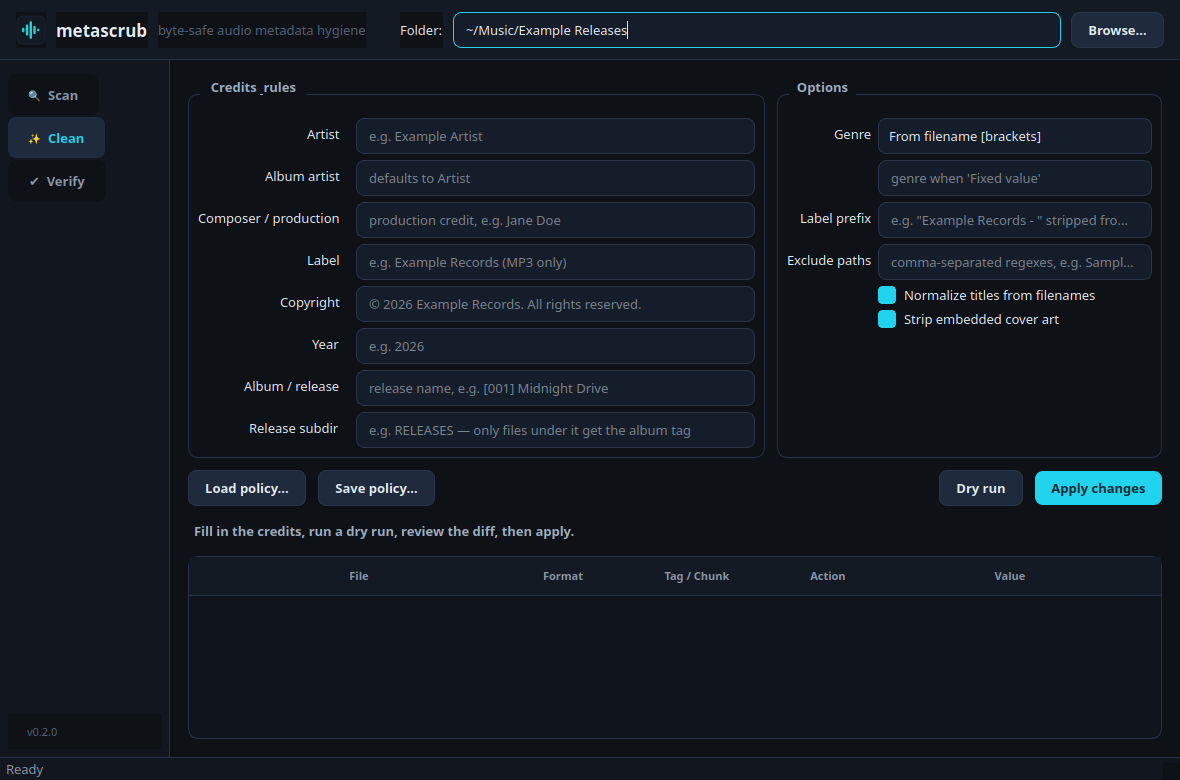 metascrub byte-safe audio metadata hygiene Folder: ~/Music/Example Releases Browse...
🔍 Scan
✨ Clean
✔ Verify
Credits _rules
Artist e.g. Example Artist
Album artist defaults to Artist
Composer / production production credit, e.g. Jane Doe
Label e.g. Example Records (MP3 only)
Copyright © 2026 Example Records. All rights reserved.
Year e.g. 2026
Album / release release name, e.g. [001] Midnight Drive
Release subdir e.g. RELEASES — only files under it get the album tag
Options
Genre From filename [brackets]
genre when 'Fixed value'
Label prefix e.g. "Example Records - " stripped fro...
Exclude paths comma-separated regexes, e.g. Sampl...
Normalize titles from filenames
Strip embedded cover art
Load policy... Save policy... Dry run Apply changes
Fill in the credits, run a dry run, review the diff, then apply.
File Format Tag / Chunk Action Value
v0.2.0
Ready